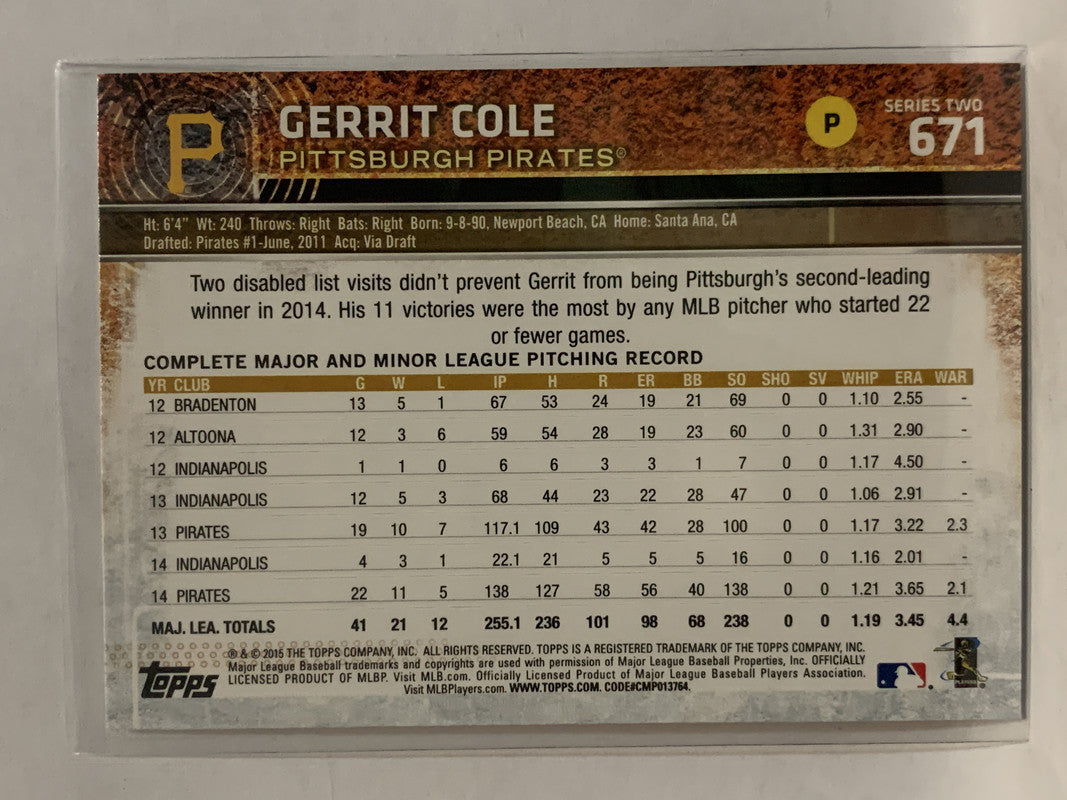 P
GERRIT COLE
PITTSBURGH PIRATES®
P
SERIES TWO
671
Ht: 6'4" Wt: 240 Throws: Right Bats: Right Born: 9-8-90, Newport Beach, CA Home: Santa Ana, CA
Drafted: Pirates #1-June, 2011 Acq: Via Draft
Two disabled list visits didn't prevent Gerrit from being Pittsburgh's second-leading
winner in 2014. His 11 victories were the most by any MLB pitcher who started 22
or fewer games.
COMPLETE MAJOR AND MINOR LEAGUE PITCHING RECORD
YR CLUB G W L IP H R ER BB SO SHO SV WHIP ERA WAR
12 BRADENTON 13 5 1 67 53 24 19 21 69 0 0 1.10 2.55 -
12 ALTOONA 12 3 6 59 54 28 19 23 60 0 0 1.31 2.90 -
12 INDIANAPOLIS 1 1 0 6 6 3 3 1 7 0 0 1.17 4.50 -
13 INDIANAPOLIS 12 5 3 68 44 23 22 28 47 0 0 1.06 2.91 -
13 PIRATES 19 10 7 117.1 109 43 42 28 100 0 0 1.17 3.22 2.3
14 INDIANAPOLIS 4 3 1 22.1 21 5 5 5 16 0 0 1.16 2.01 -
14 PIRATES 22 11 5 138 127 58 56 40 138 0 0 1.21 3.65 2.1
MAJ. LEA. TOTALS 41 21 12 255.1 236 101 98 68 238 0 0 1.19 3.45 4.4
® & © 2015 THE TOPPS COMPANY, INC. ALL RIGHTS RESERVED. TOPPS IS A REGISTERED TRADEMARK OF THE TOPPS COMPANY, INC.
Major League Baseball trademarks and copyrights are used with permission of Major League Baseball Properties, Inc. OFFICIALLY
LICENSED PRODUCT OF MLBP. Visit MLB.com. Officially Licensed Product of Major League Baseball Players Association.
Visit MLBPlayers.com. WWW.TOPPS.COM. CODE#CMP013764.
TOPPS